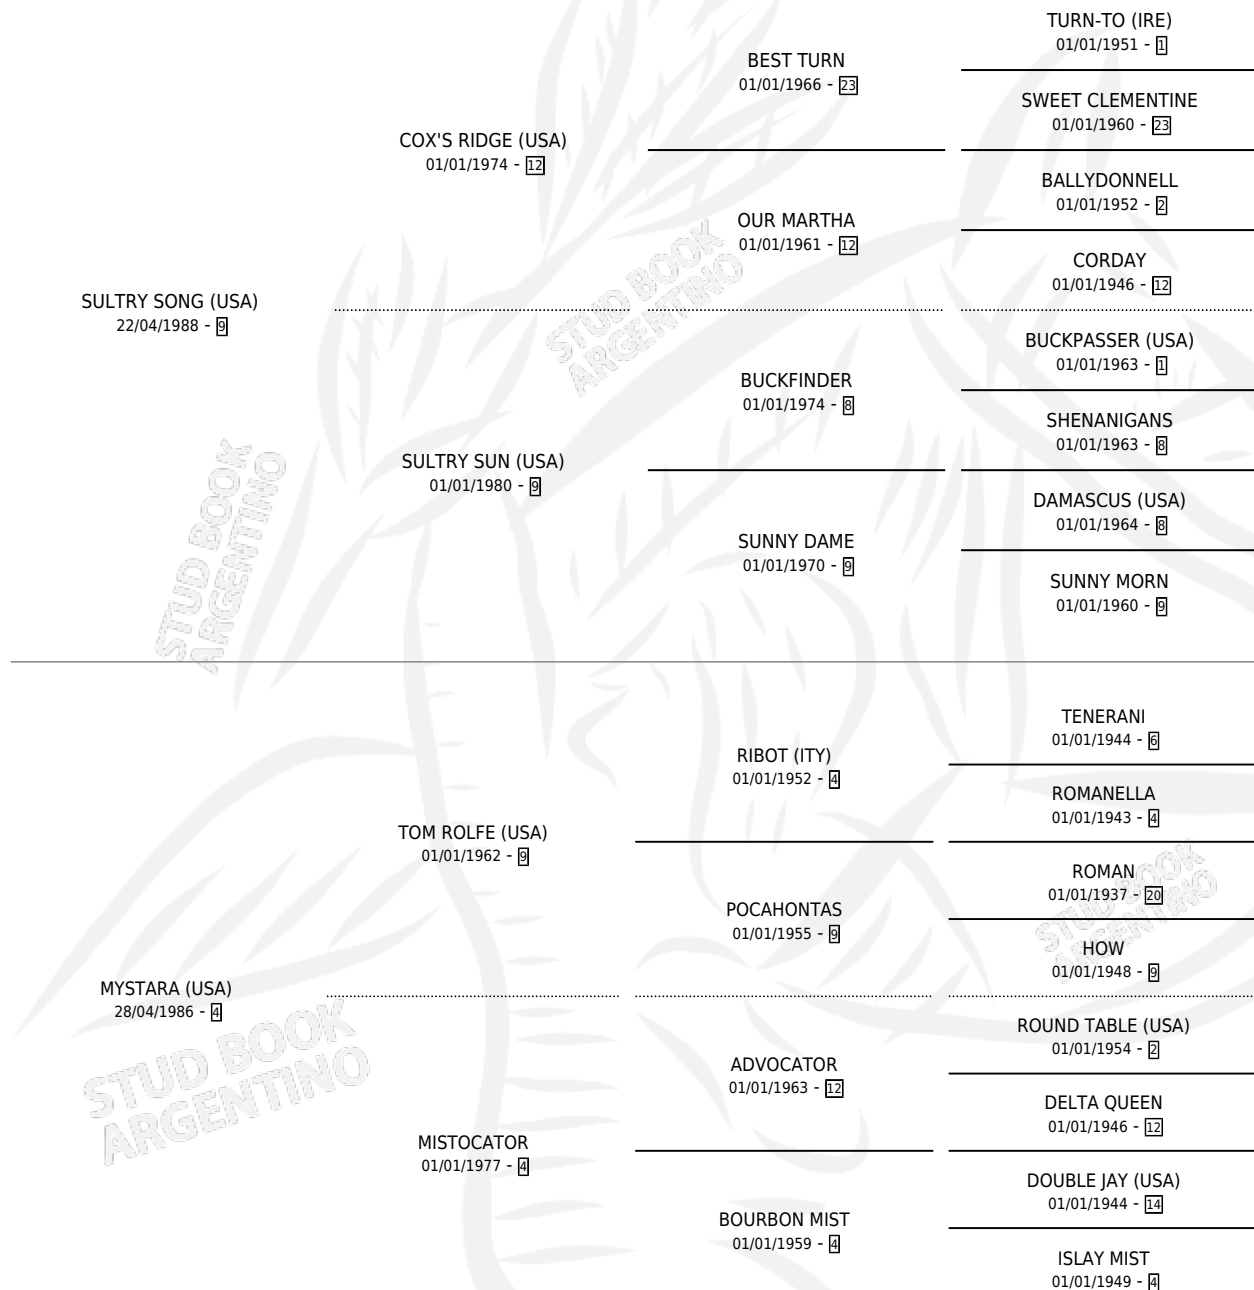 TURN-TO (IRE)
01/01/1951 - 1
BEST TURN
01/01/1966 - 23
SWEET CLEMENTINE
01/01/1960 - 23
COX'S RIDGE (USA)
01/01/1974 - 12
BALLYDONNELL
01/01/1952 - 2
OUR MARTHA
01/01/1961 - 12
CORDAY
01/01/1946 - 12
SULTRY SONG (USA)
22/04/1988 - 9
BUCKPASSER (USA)
01/01/1963 - 1
BUCKFINDER
01/01/1974 - 8
SHENANIGANS
01/01/1963 - 8
SULTRY SUN (USA)
01/01/1980 - 9
DAMASCUS (USA)
01/01/1964 - 8
SUNNY DAME
01/01/1970 - 9
SUNNY MORN
01/01/1960 - 9
TENERANI
01/01/1944 - 6
RIBOT (ITY)
01/01/1952 - 4
ROMANELLA
01/01/1943 - 4
TOM ROLFE (USA)
01/01/1962 - 9
ROMAN
01/01/1937 - 20
POCAHONTAS
01/01/1955 - 9
HOW
01/01/1948 - 9
MYSTARA (USA)
28/04/1986 - 4
ROUND TABLE (USA)
01/01/1954 - 2
ADVOCATOR
01/01/1963 - 12
DELTA QUEEN
01/01/1946 - 12
MISTOCATOR
01/01/1977 - 4
DOUBLE JAY (USA)
01/01/1944 - 14
BOURBON MIST
01/01/1959 - 4
ISLAY MIST
01/01/1949 - 4
STUD BOOK
ARGENTINO
STUD BOOK
ARGENTINO
STUD BOOK
ARGENTINO
STUD BOOK
ARGENTINO